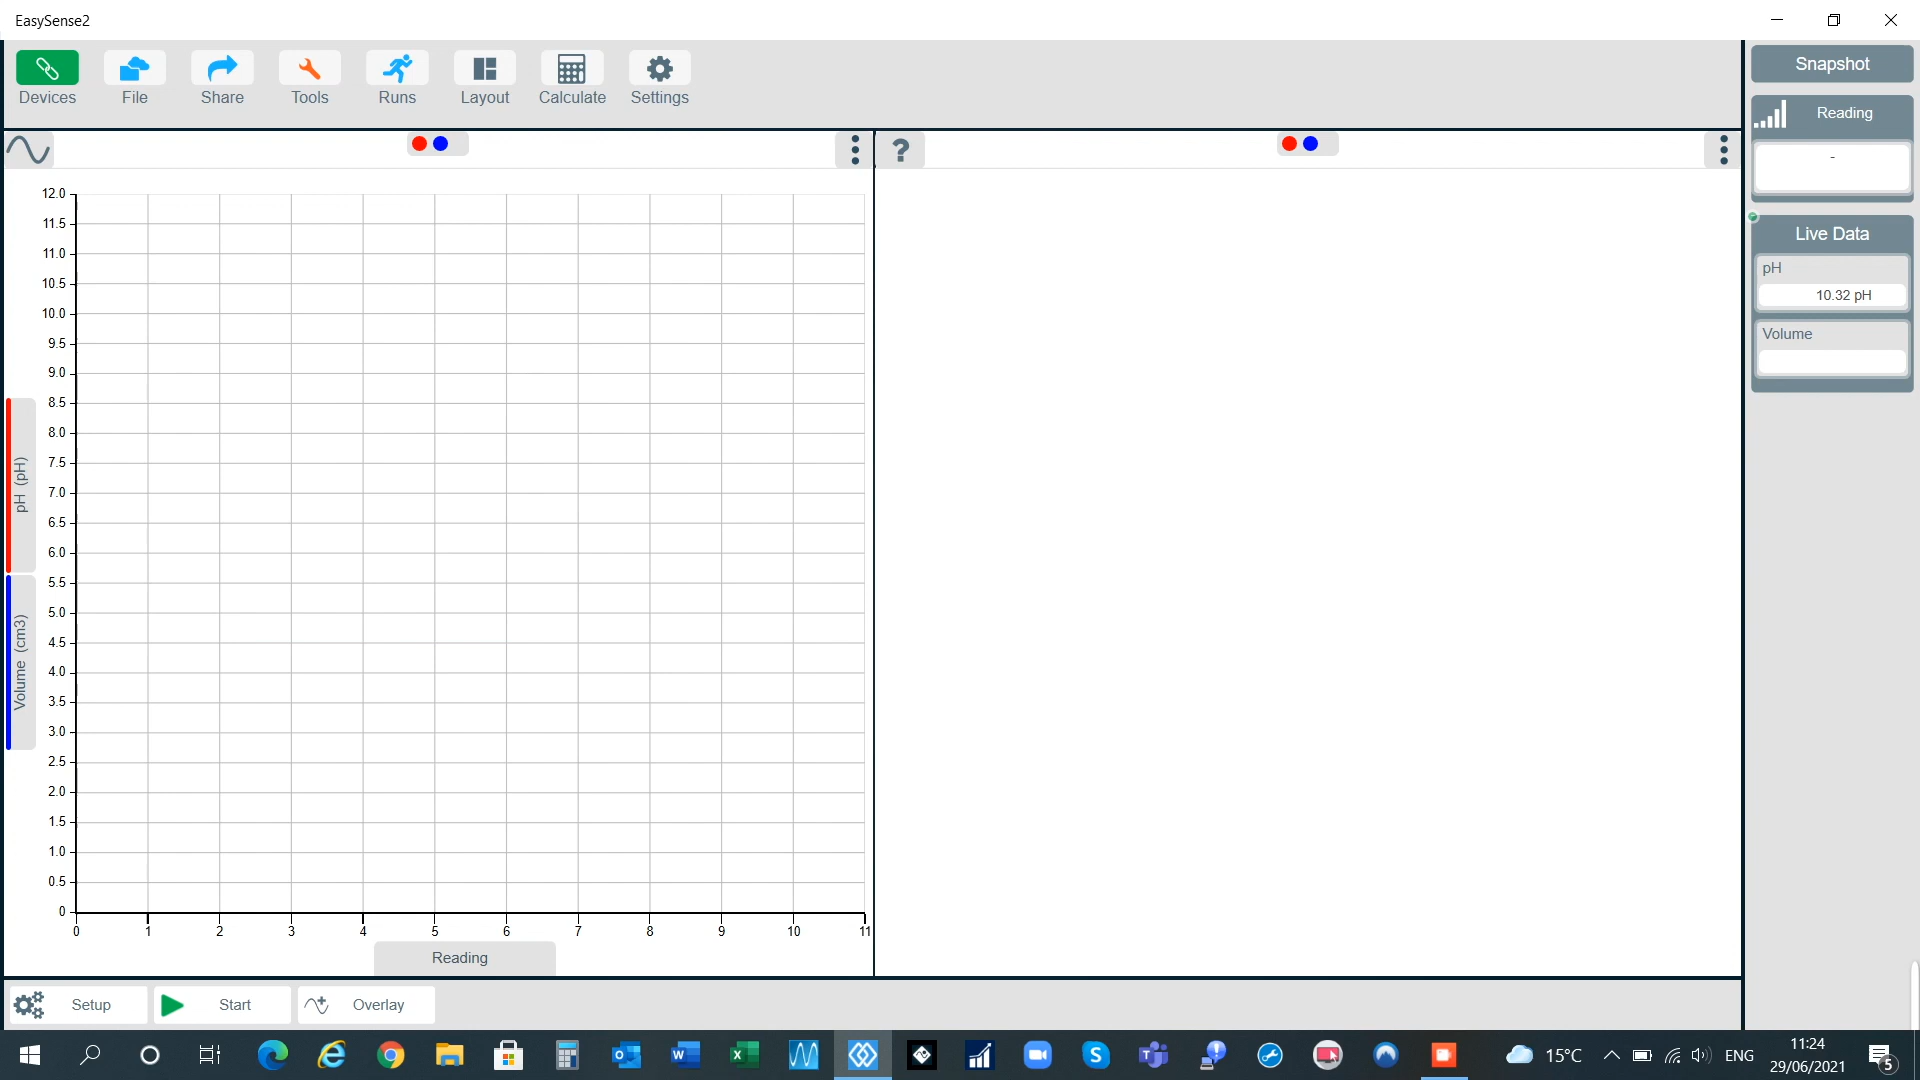 EasySense2
Devices
File
Share
Tools
Runs
Layout
Calculate
Settings
?
12.0
11.5
11.0
10.5
10.0
9.5
9.0
8.5
8.0
7.5
7.0
6.5
6.0
5.5
5.0
4.5
4.0
3.5
3.0
2.5
2.0
1.5
1.0
0.5
0
pH (pH)
Volume (cm3)
0 1 2 3 4 5 6 7 8 9 10 11
Reading
Snapshot
Reading
-
Live Data
pH
10.32 pH
Volume
Setup
Start
Overlay
15°C
ENG
11:24
29/06/2021
5